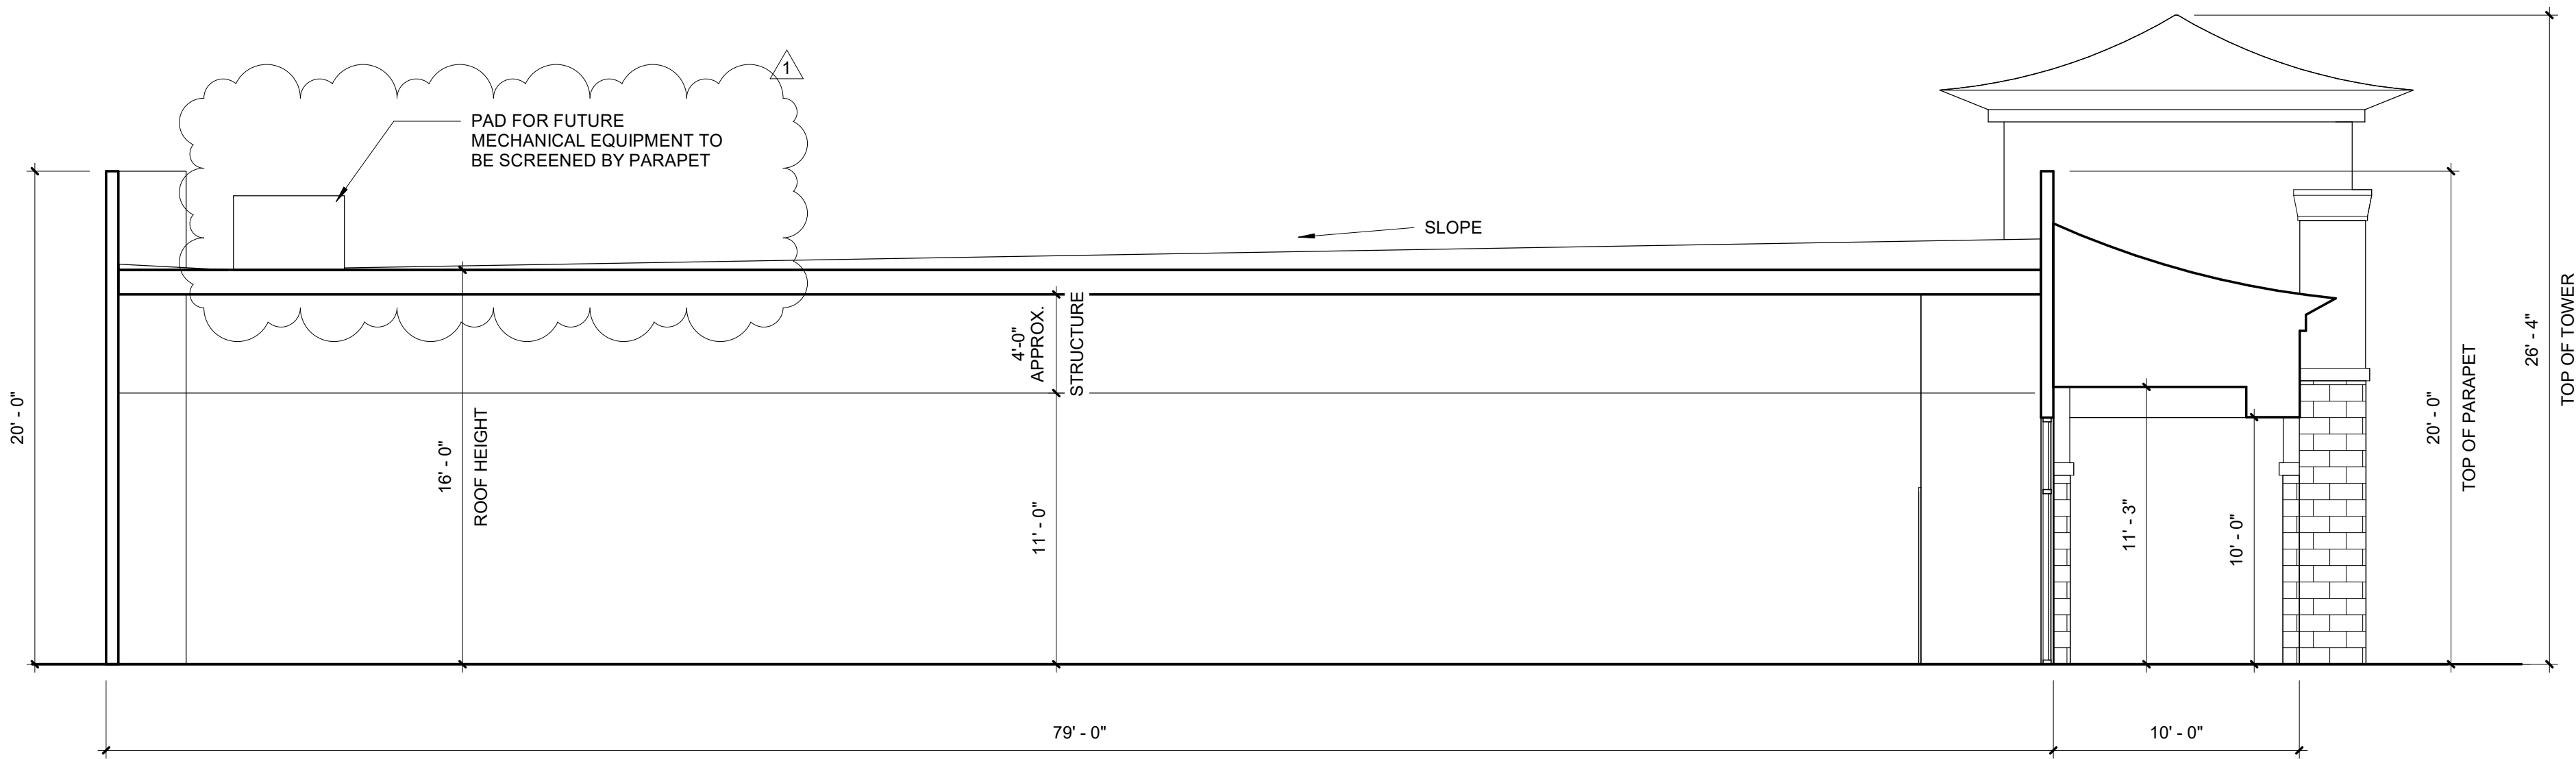 1
PAD FOR FUTURE
MECHANICAL EQUIPMENT TO
BE SCREENED BY PARAPET
SLOPE
20' - 0"
16' - 0"
ROOF HEIGHT
4'-0"
APPROX.
STRUCTURE
11' - 0"
11' - 3"
10' - 0"
20' - 0"
TOP OF PARAPET
26' - 4"
TOP OF TOWER
79' - 0"
10' - 0"